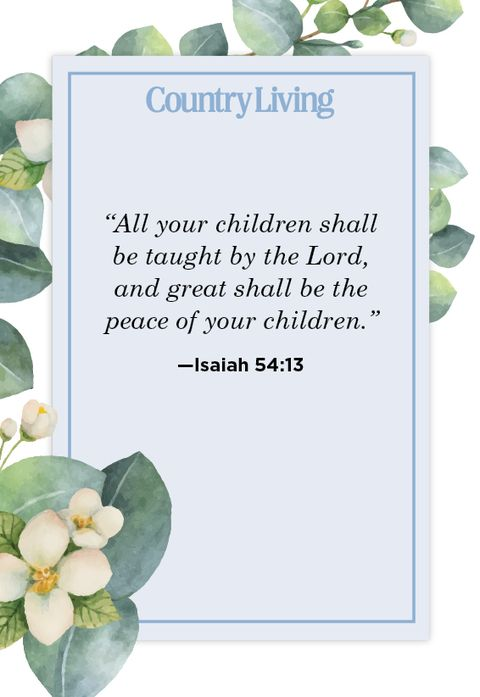 Country Living
“All your children shall
be taught by the Lord,
and great shall be the
peace of your children.”
—Isaiah 54:13